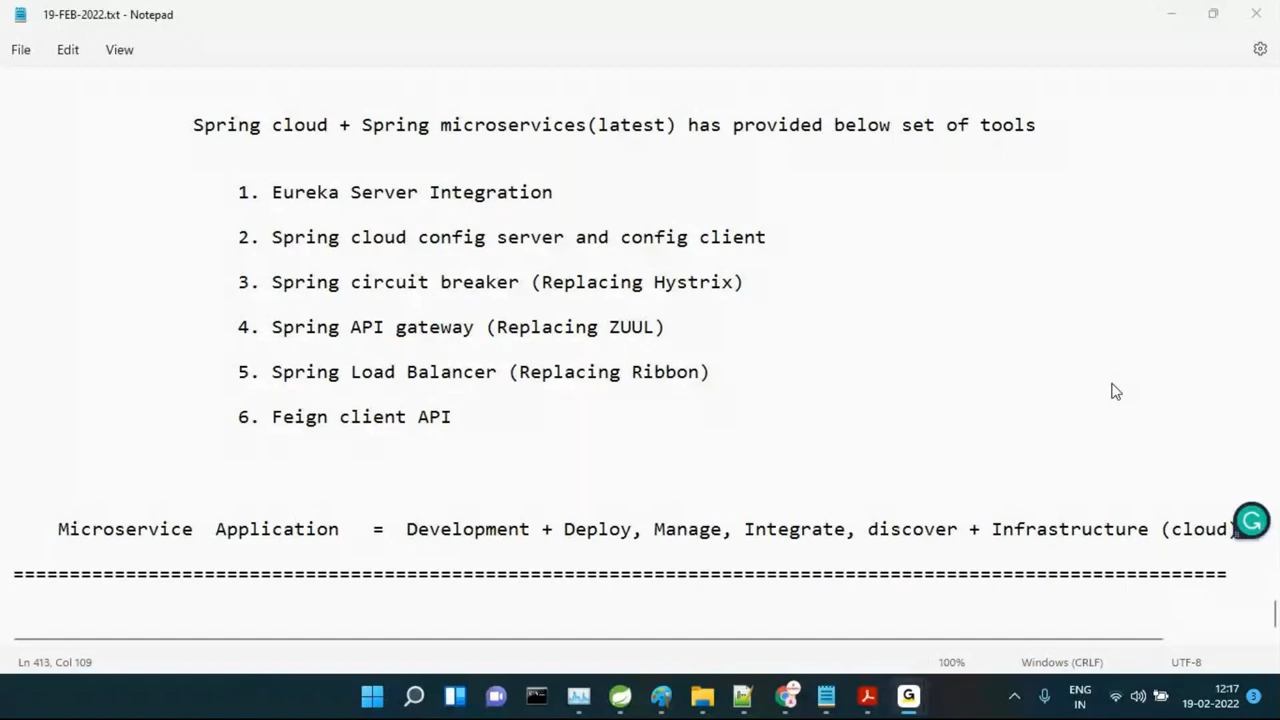 19-FEB-2022.txt - Notepad
File Edit View
Spring cloud + Spring microservices(latest) has provided below set of tools
1. Eureka Server Integration
2. Spring cloud config server and config client
3. Spring circuit breaker (Replacing Hystrix)
4. Spring API gateway (Replacing ZUUL)
5. Spring Load Balancer (Replacing Ribbon)
6. Feign client API
Microservice Application = Development + Deploy, Manage, Integrate, discover + Infrastructure (cloud)
=============================================================================================================
Ln 413, Col 109 100% Windows (CRLF) UTF-8
ENG 12:17
IN 19-02-2022 3